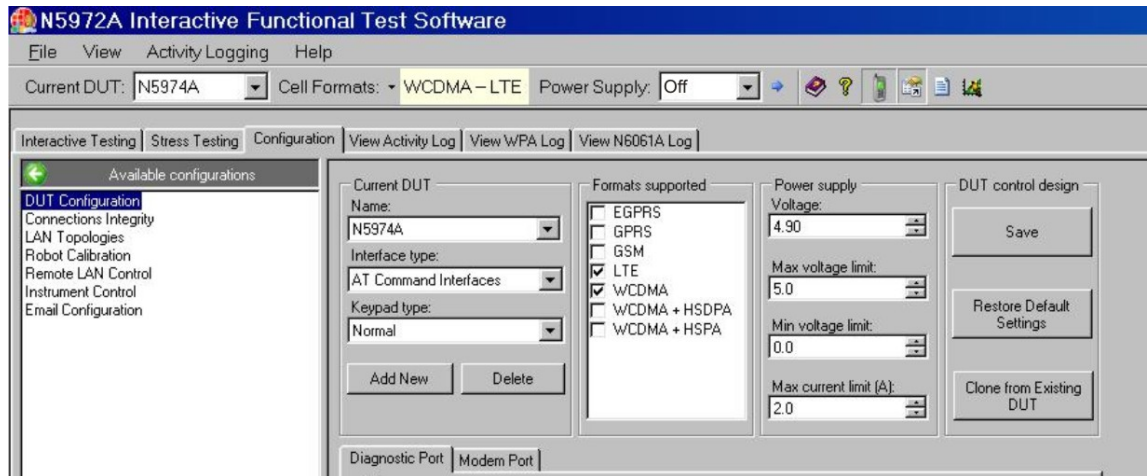 N5972A Interactive Functional Test Software
File View Activity Logging Help
Current DUT: N5974A Cell Formats: WCDMA – LTE Power Supply: Off
Interactive Testing Stress Testing Configuration View Activity Log View WPA Log View N6061A Log
Available configurations
DUT Configuration
Connections Integrity
LAN Topologies
Robot Calibration
Remote LAN Control
Instrument Control
Email Configuration
Current DUT
Name:
N5974A
Interface type:
AT Command Interfaces
Keypad type:
Normal
Add New Delete
Formats supported
EGPRS
GPRS
GSM
LTE
WCDMA
WCDMA + HSDPA
WCDMA + HSPA
Power supply
Voltage:
4.90
Max voltage limit:
5.0
Min voltage limit:
0.0
Max current limit (A):
2.0
DUT control design
Save
Restore Default
Settings
Clone from Existing
DUT
Diagnostic Port Modem Port